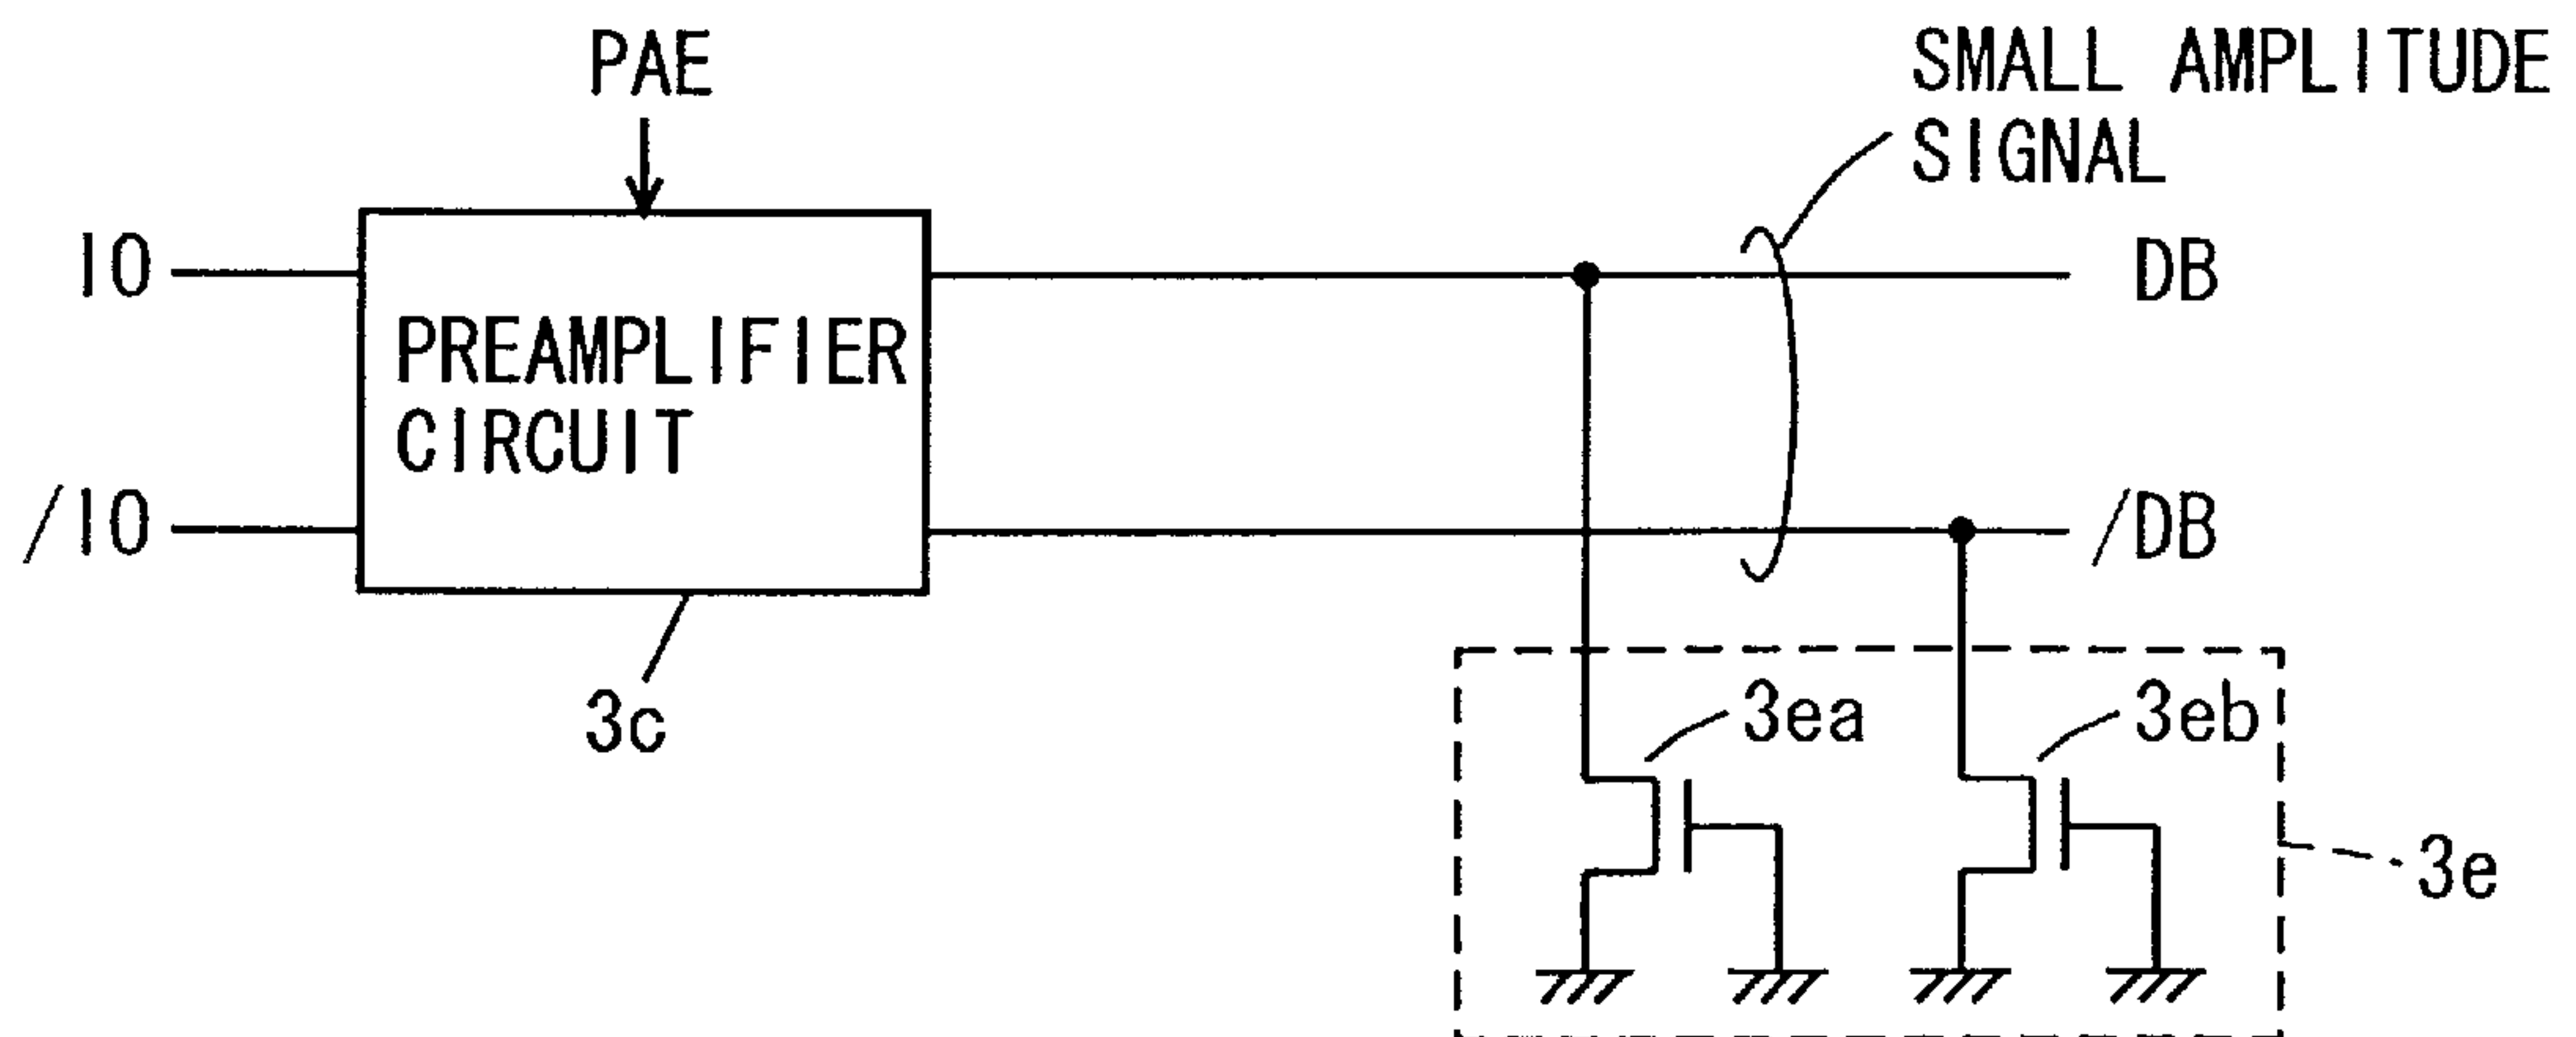 PAE
SMALL AMPLITUDE
SIGNAL
IO
DB
PREAMPLIFIER
CIRCUIT
/IO
/DB
3c
3ea
3eb
3e